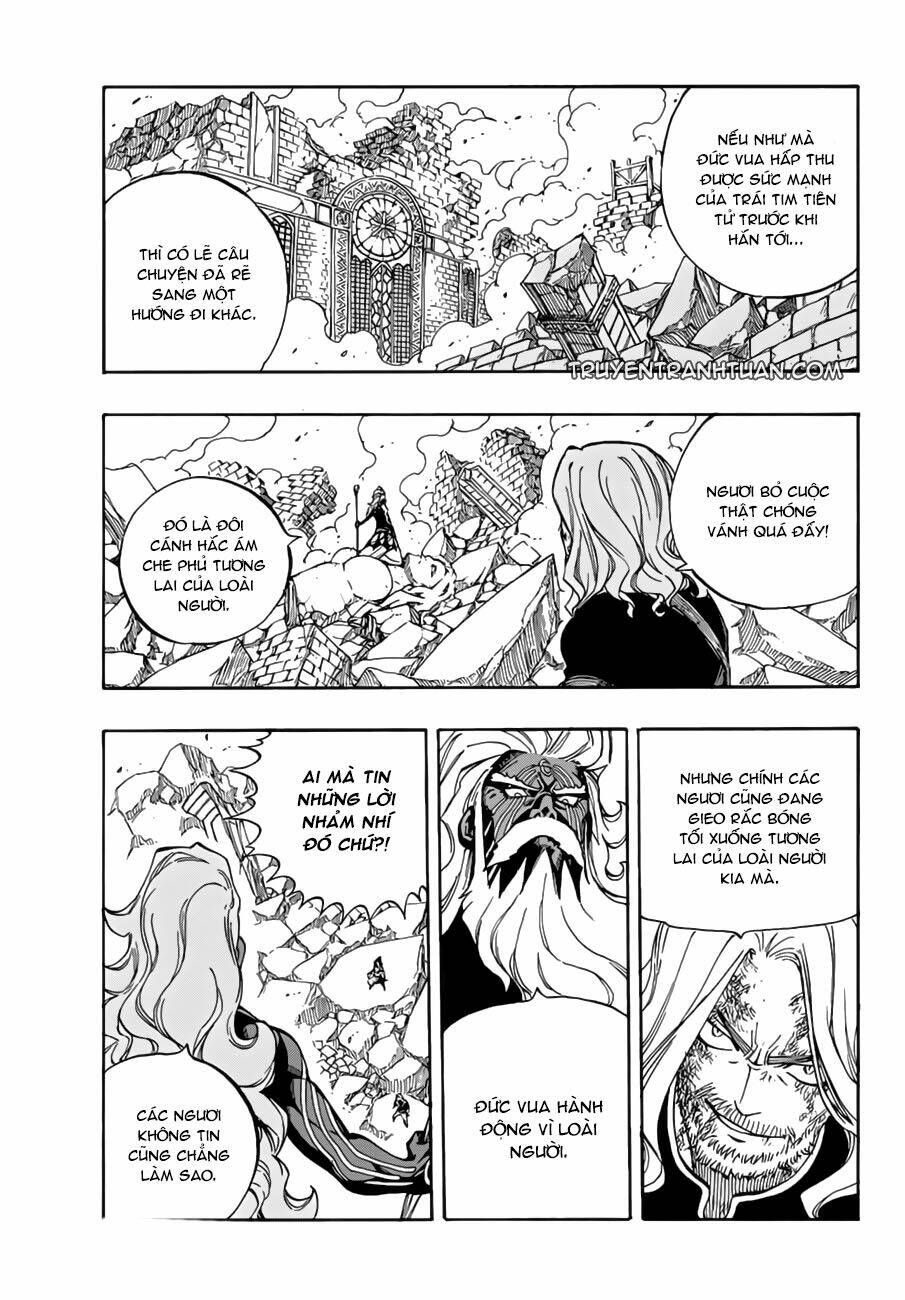 NẾU NHƯ MÀ
ĐỨC VUA HẤP THU
ĐƯỢC SỨC MẠNH
CỦA TRÁI TIM TIÊN
TỬ TRƯỚC KHI
HẮN TỚI...
THÌ CÓ LẼ CÂU
CHUYỆN ĐÃ RẼ
SANG MỘT
HƯỚNG ĐI KHÁC.
TRUYENTRANHTUAN.COM
NGƯƠI BỎ CUỘC
THẬT CHÓNG
VÁNH QUÁ ĐẤY!
ĐÓ LÀ ĐÔI
CÁNH HẮC ÁM
CHE PHỦ TƯƠNG
LAI CỦA LOÀI
NGƯỜI.
NHƯNG CHÍNH CÁC
NGƯƠI CŨNG ĐANG
GIEO RẮC BÓNG
TỐI XUỐNG TƯƠNG
LAI CỦA LOÀI NGƯỜI
KIA MÀ.
ĐỨC VUA HÀNH
ĐỘNG VÌ LOÀI
NGƯỜI.
AI MÀ TIN
NHỮNG LỜI
NHẢM NHÍ
ĐÓ CHỨ?!
CÁC NGƯƠI
KHÔNG TIN
CŨNG CHẲNG
LÀM SAO.